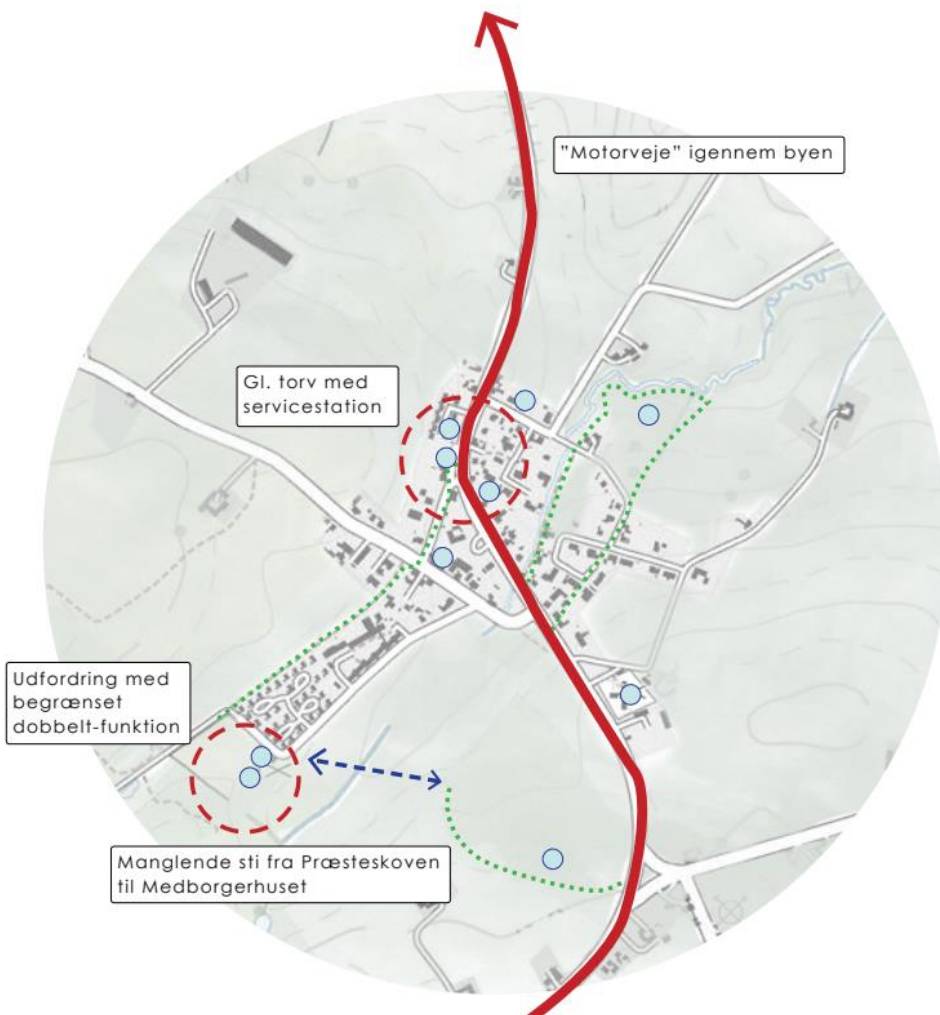 "Motorveje" igennem byen
Gl. torv med
servicestation
Udfordring med
begrænset
dobbelt-funktion
Manglende sti fra Præsteskoven
til Medborgerhuset